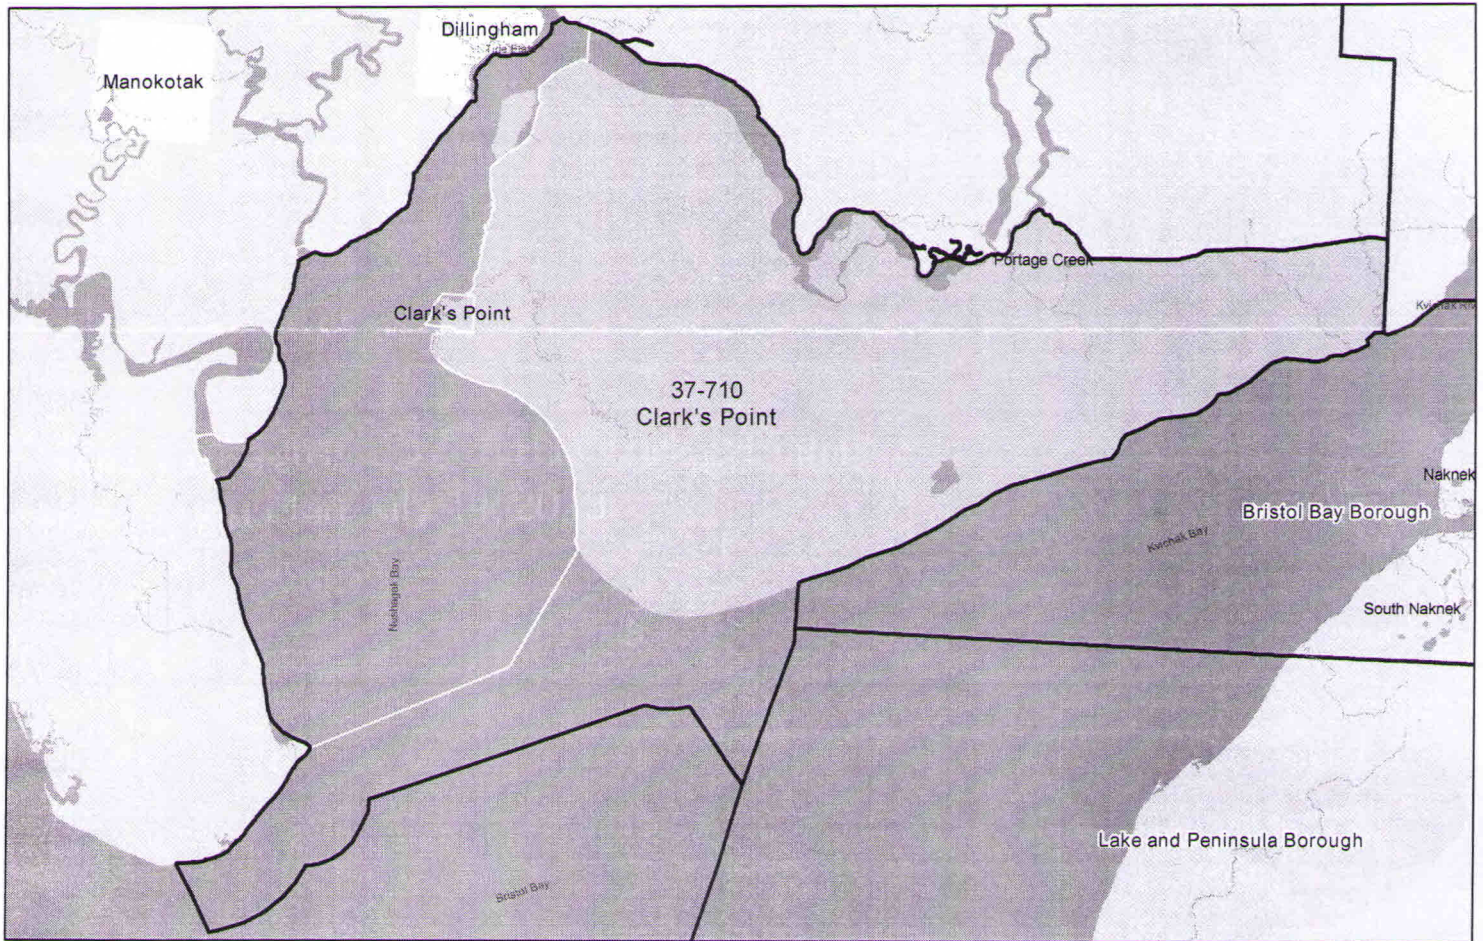 Dillingham
Manokotak
Portage Creek
Clark's Point
37-710
Clark's Point
Naknek
Bristol Bay Borough
Kvichak Bay
Nushagak Bay
South Naknek
Lake and Peninsula Borough
Bristol Bay